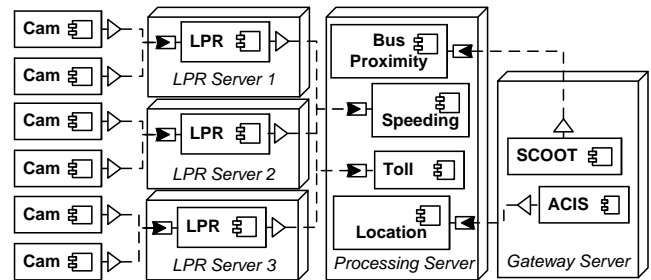 Cam
Cam
Cam
Cam
Cam
Cam
LPR
LPR Server 1
LPR
LPR Server 2
LPR
LPR Server 3
Bus
Proximity
Speeding
Toll
Location
Processing Server
SCOOT
ACIS
Gateway Server